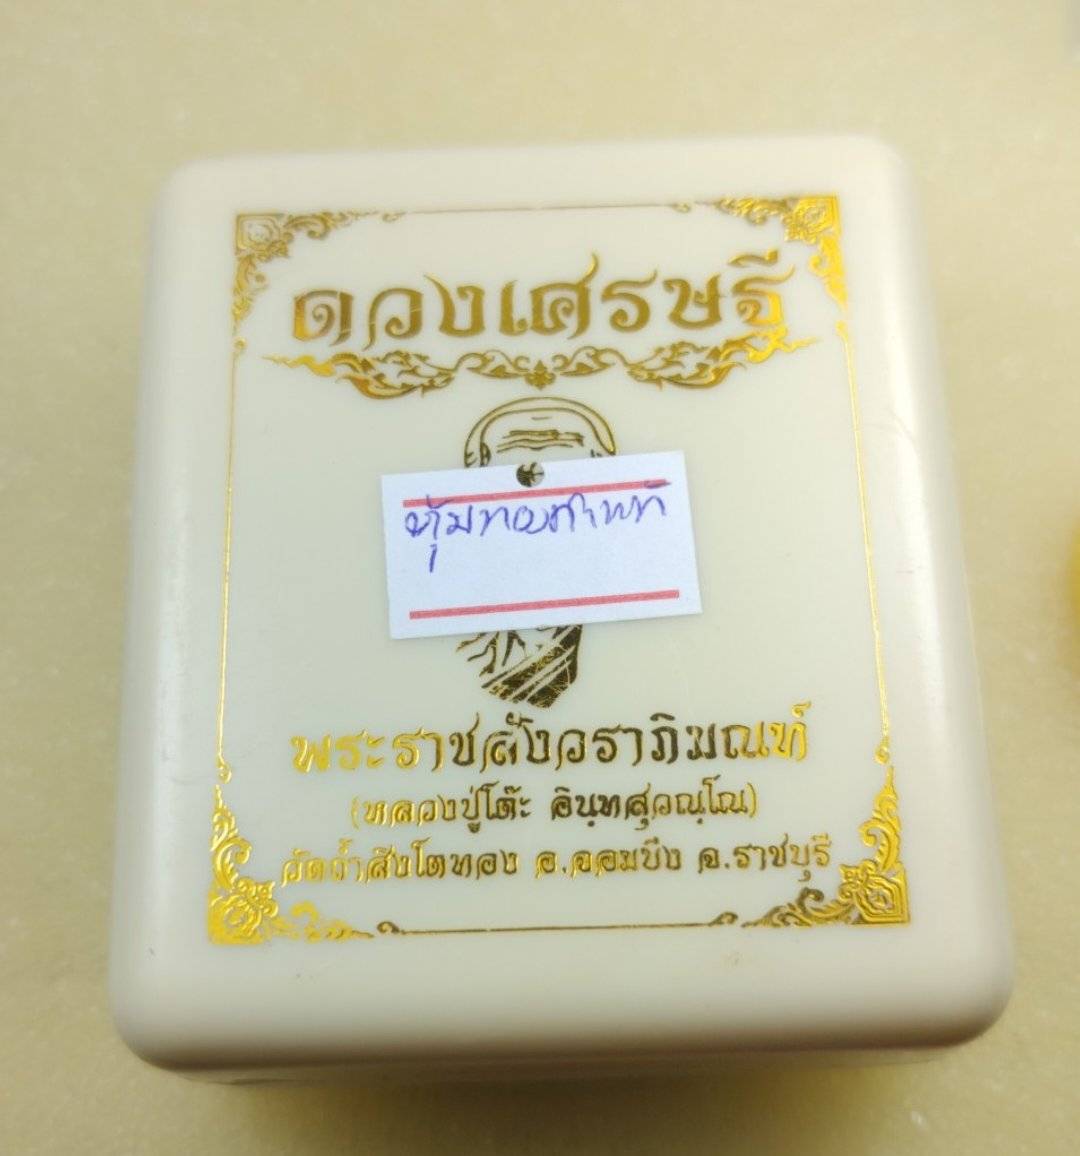 ดวงเศรษฐี
หุ้มทองคำแท้
พระราชสังวราภิมณฑ์
(หลวงปู่โต๊ะ อินฺทสุวณฺโณ)
วัดถ้ำสิงโตทอง อ.จอมบึง จ.ราชบุรี